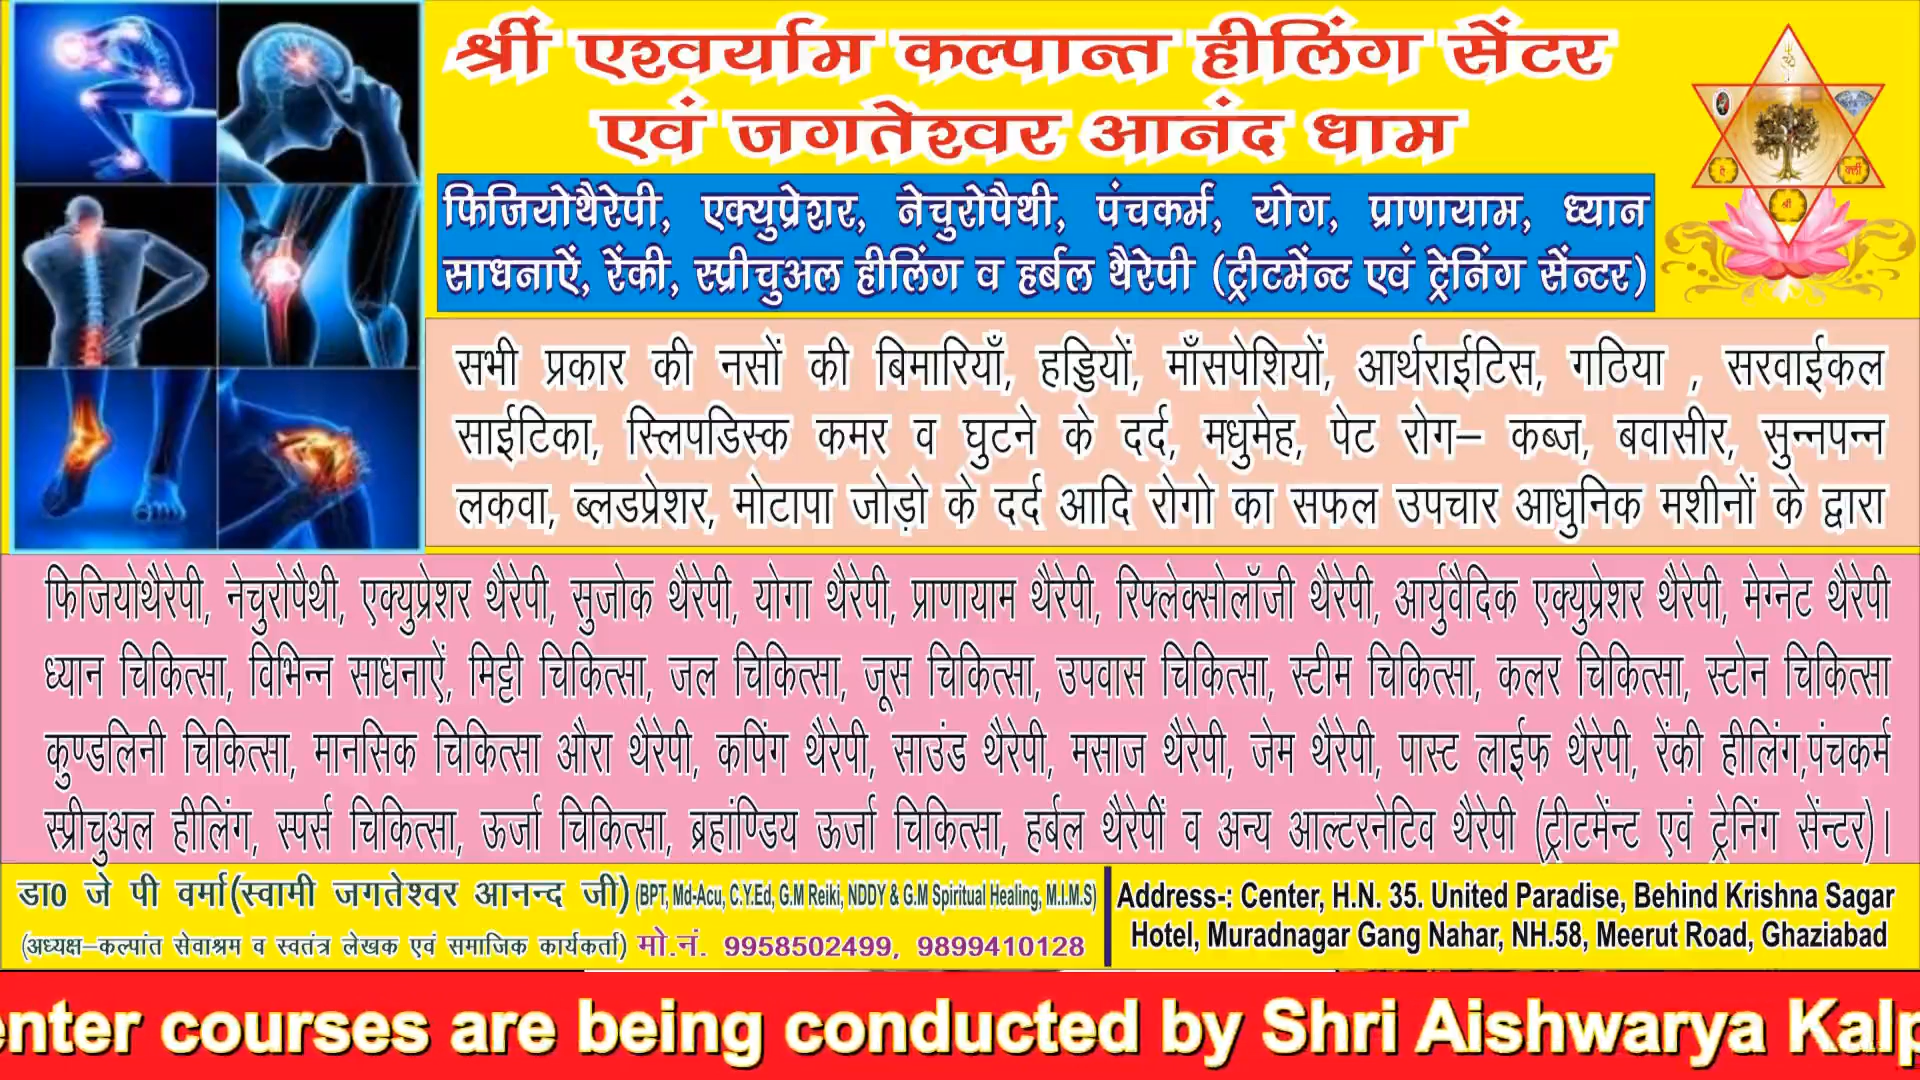 श्रीं एश्वर्याम कल्पान्त हीलिंग सेंटर
एवं जगतेश्वर आनंद धाम
फिजियोथैरेपी, एक्युप्रेशर, नेचुरोपैथी, पंचकर्म, योग, प्राणायाम, ध्यान
साधनाऐं, रेंकी, स्प्रीचुअल हीलिंग व हर्बल थैरेपी (ट्रीटमेंन्ट एवं ट्रेनिंग सेंन्टर)
सभी प्रकार की नसों की बिमारियाँ, हड्डियों, माँसपेशियों, आर्थराईटिस, गठिया , सरवाईकल
साईटिका, स्लिपडिस्क कमर व घुटने के दर्द, मधुमेह, पेट रोग– कब्ज, बवासीर, सुन्नपन्न
लकवा, ब्लडप्रेशर, मोटापा जोड़ो के दर्द आदि रोगो का सफल उपचार आधुनिक मशीनों के द्वारा
फिजियोथैरेपी, नेचुरोपैथी, एक्युप्रेशर थैरेपी, सुजोक थैरेपी, योगा थैरेपी, प्राणायाम थैरेपी, रिफ्लेक्सोलॉजी थैरेपी, आर्युवैदिक एक्युप्रेशर थैरेपी, मेग्नेट थैरेपी
ध्यान चिकित्सा, विभिन्न साधनाऐं, मिट्टी चिकित्सा, जल चिकित्सा, जूस चिकित्सा, उपवास चिकित्सा, स्टीम चिकित्सा, कलर चिकित्सा, स्टोन चिकित्सा
कुण्डलिनी चिकित्सा, मानसिक चिकित्सा औरा थैरेपी, कपिंग थैरेपी, साउंड थैरेपी, मसाज थैरेपी, जेम थैरेपी, पास्ट लाईफ थैरेपी, रेंकी हीलिंग,पंचकर्म
स्प्रीचुअल हीलिंग, स्पर्स चिकित्सा, ऊर्जा चिकित्सा, ब्रहांण्डिय ऊर्जा चिकित्सा, हर्बल थैरेपीं व अन्य आल्टरनेटिव थैरेपी (ट्रीटमेंन्ट एवं ट्रेनिंग सेंन्टर)।
डा0 जे पी वर्मा(स्वामी जगतेश्वर आनन्द जी) (BPT, Md-Acu, C.Y.Ed, G.M Reiki, NDDY & G.M Spiritual Healing, M.I.M.S)
(अध्यक्ष–कल्पांत सेवाश्रम व स्वतंत्र लेखक एवं समाजिक कार्यकर्ता) मो.नं. 9958502499, 9899410128
Address-: Center, H.N. 35. United Paradise, Behind Krishna Sagar
Hotel, Muradnagar Gang Nahar, NH.58, Meerut Road, Ghaziabad
enter courses are being conducted by Shri Aishwarya Kalp